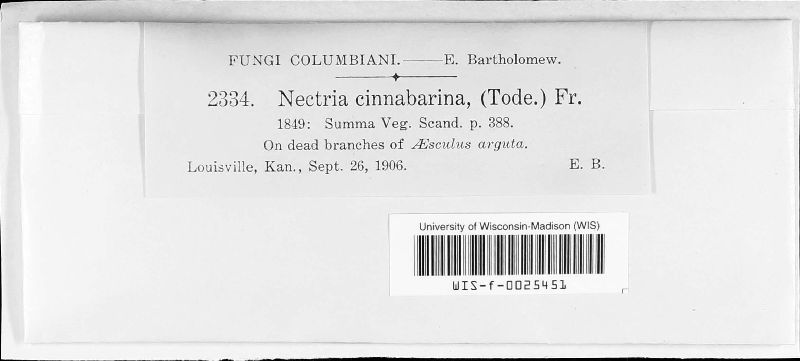 FUNGI COLUMBIANI.——E. Bartholomew.
2334. Nectria cinnabarina, (Tode.) Fr.
1849: Summa Veg. Scand. p. 388.
On dead branches of Æsculus arguta.
Louisville, Kan., Sept. 26, 1906. E. B.
University of Wisconsin-Madison (WIS)
WIS-f-0025451